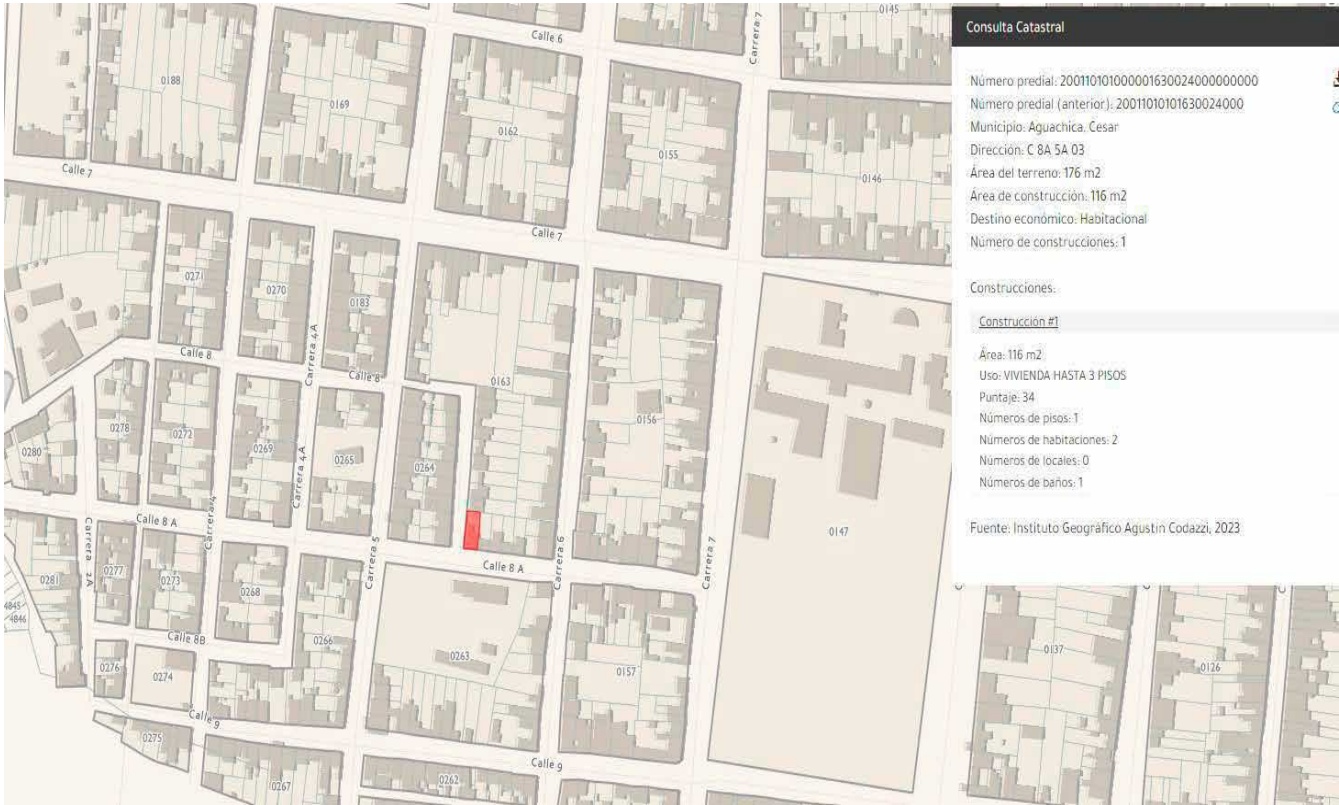 Consulta Catastral
Número predial: 200110101000001630024000000000
Número predial (anterior): 20011010101630024000
Municipio: Aguachica, Cesar
Dirección: C 8A 5A 03
Área del terreno: 176 m2
Área de construcción: 116 m2
Destino económico: Habitacional
Número de construcciones: 1
Construcciones:
Construcción #1
Área: 116 m2
Uso: VIVIENDA HASTA 3 PISOS
Puntaje: 34
Números de pisos: 1
Números de habitaciones: 2
Números de locales: 0
Números de baños: 1
Fuente: Instituto Geográfico Agustin Codazzi, 2023
0145
Carrera 7
Calle 6
0188
0169
0162
0155
0146
Calle 7
Calle 7
0271
0270
0183
Carrera 4A
Calle 8
Calle 8
0163
0156
0278
0272
0269
Carrera 4A
0265
0264
0280
0147
Carrera 4
Calle 8 A
Carrera 5
Calle 8 A
Carrera 6
Carrera 7
0281
0277
0273
0268
4845
4846
Calle 8B
0266
0263
0157
0137
0126
0276
0274
Calle 9
0275
Calle 9
0267
0262